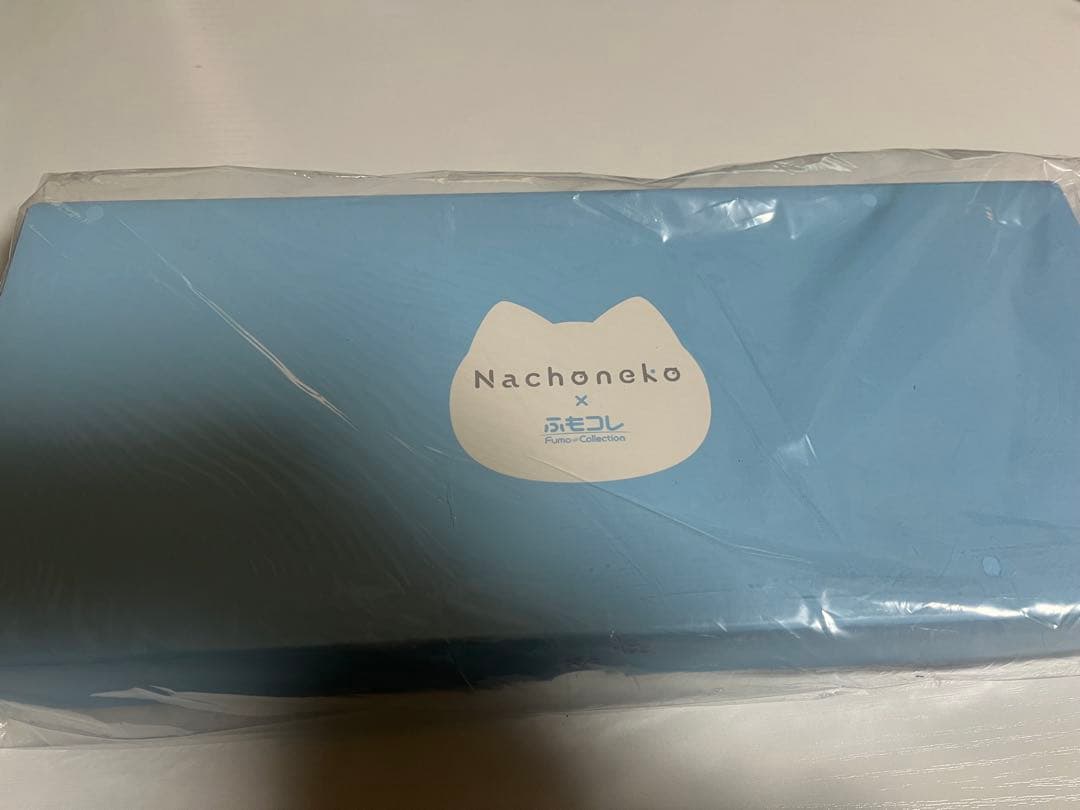 Nachoneko
×
ふもコレ
Fumo Collection